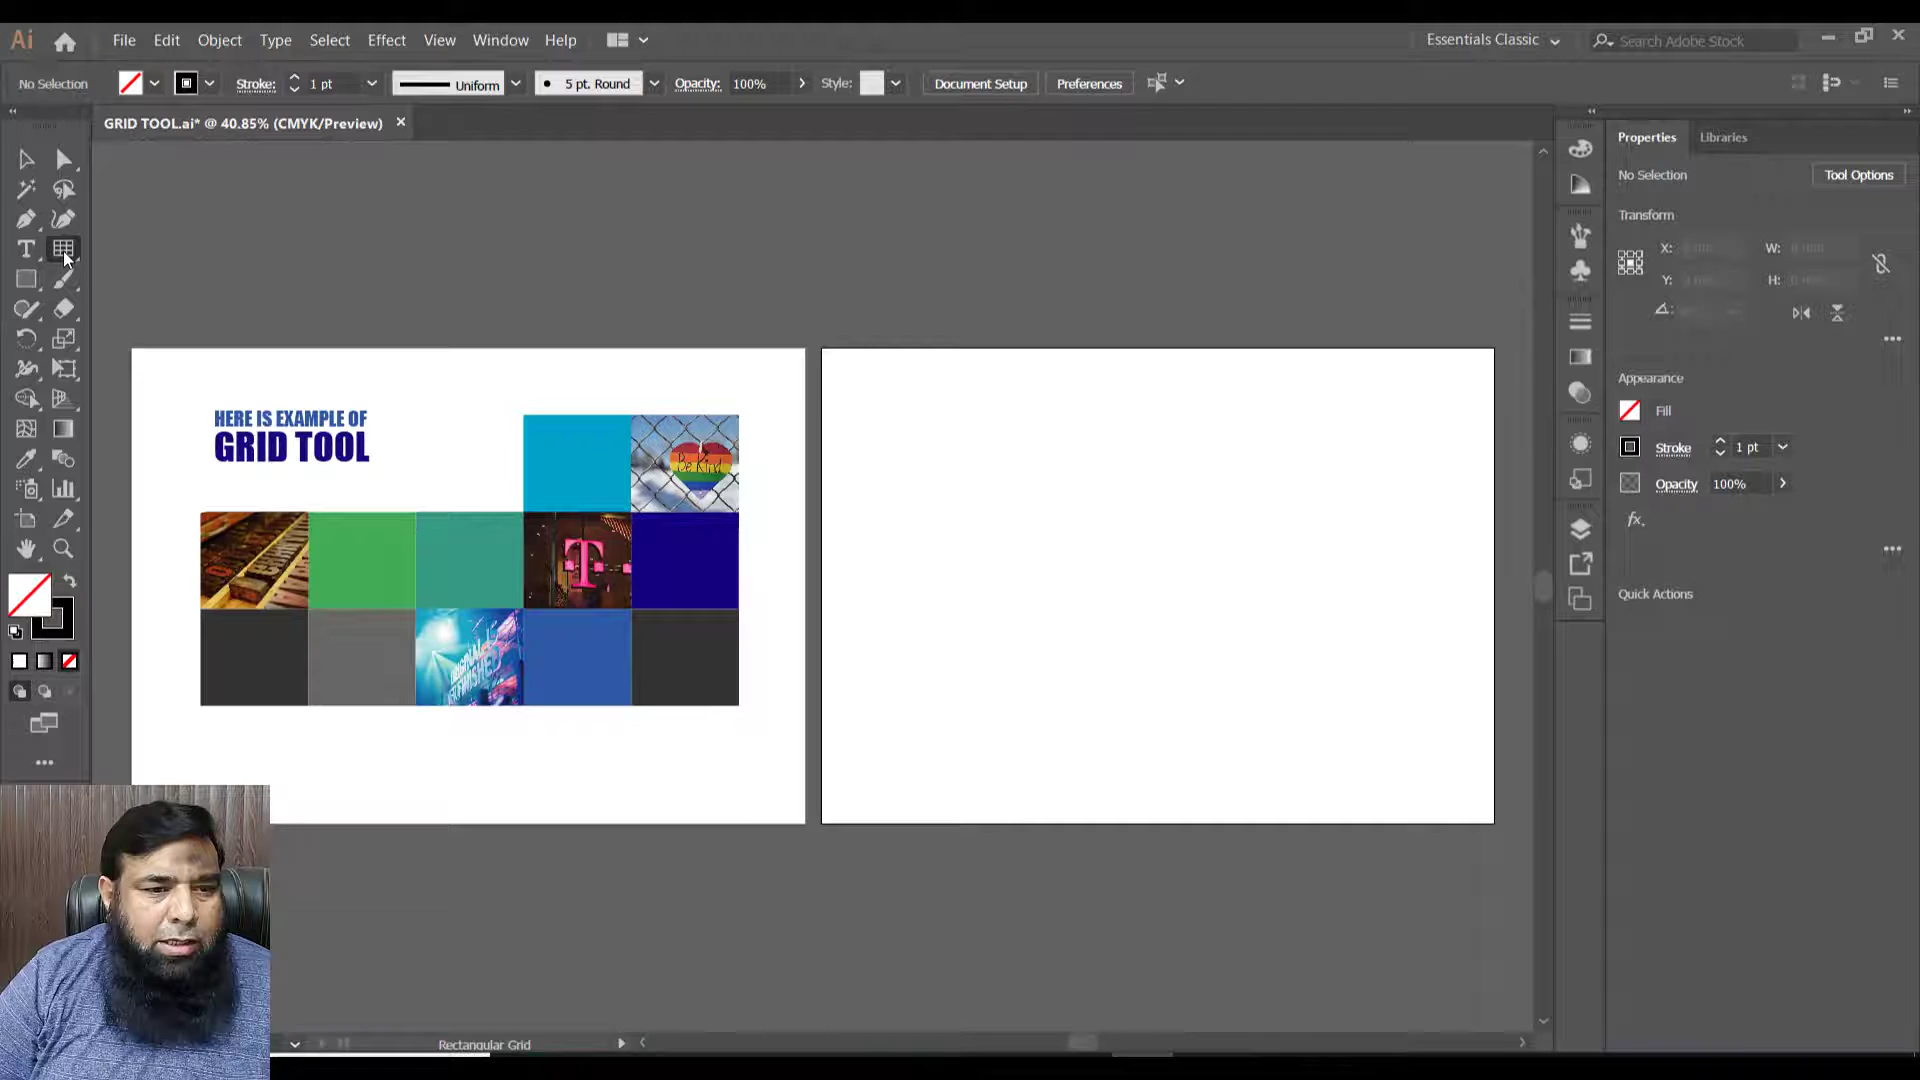 Ai File Edit Object Type Select Effect View Window Help Essentials Classic Search Adobe Stock
No Selection Stroke: 1 pt Uniform 5 pt. Round Opacity: 100% Style: Document Setup Preferences
GRID TOOL.ai* @ 40.85% (CMYK/Preview) ×
Properties Libraries
No Selection Tool Options
Transform
X: W:
Y: H:
Appearance
Fill
Stroke 1 pt
Opacity 100%
fx.
Quick Actions
HERE IS EXAMPLE OF
GRID TOOL
Be Kind
T
Rectangular Grid